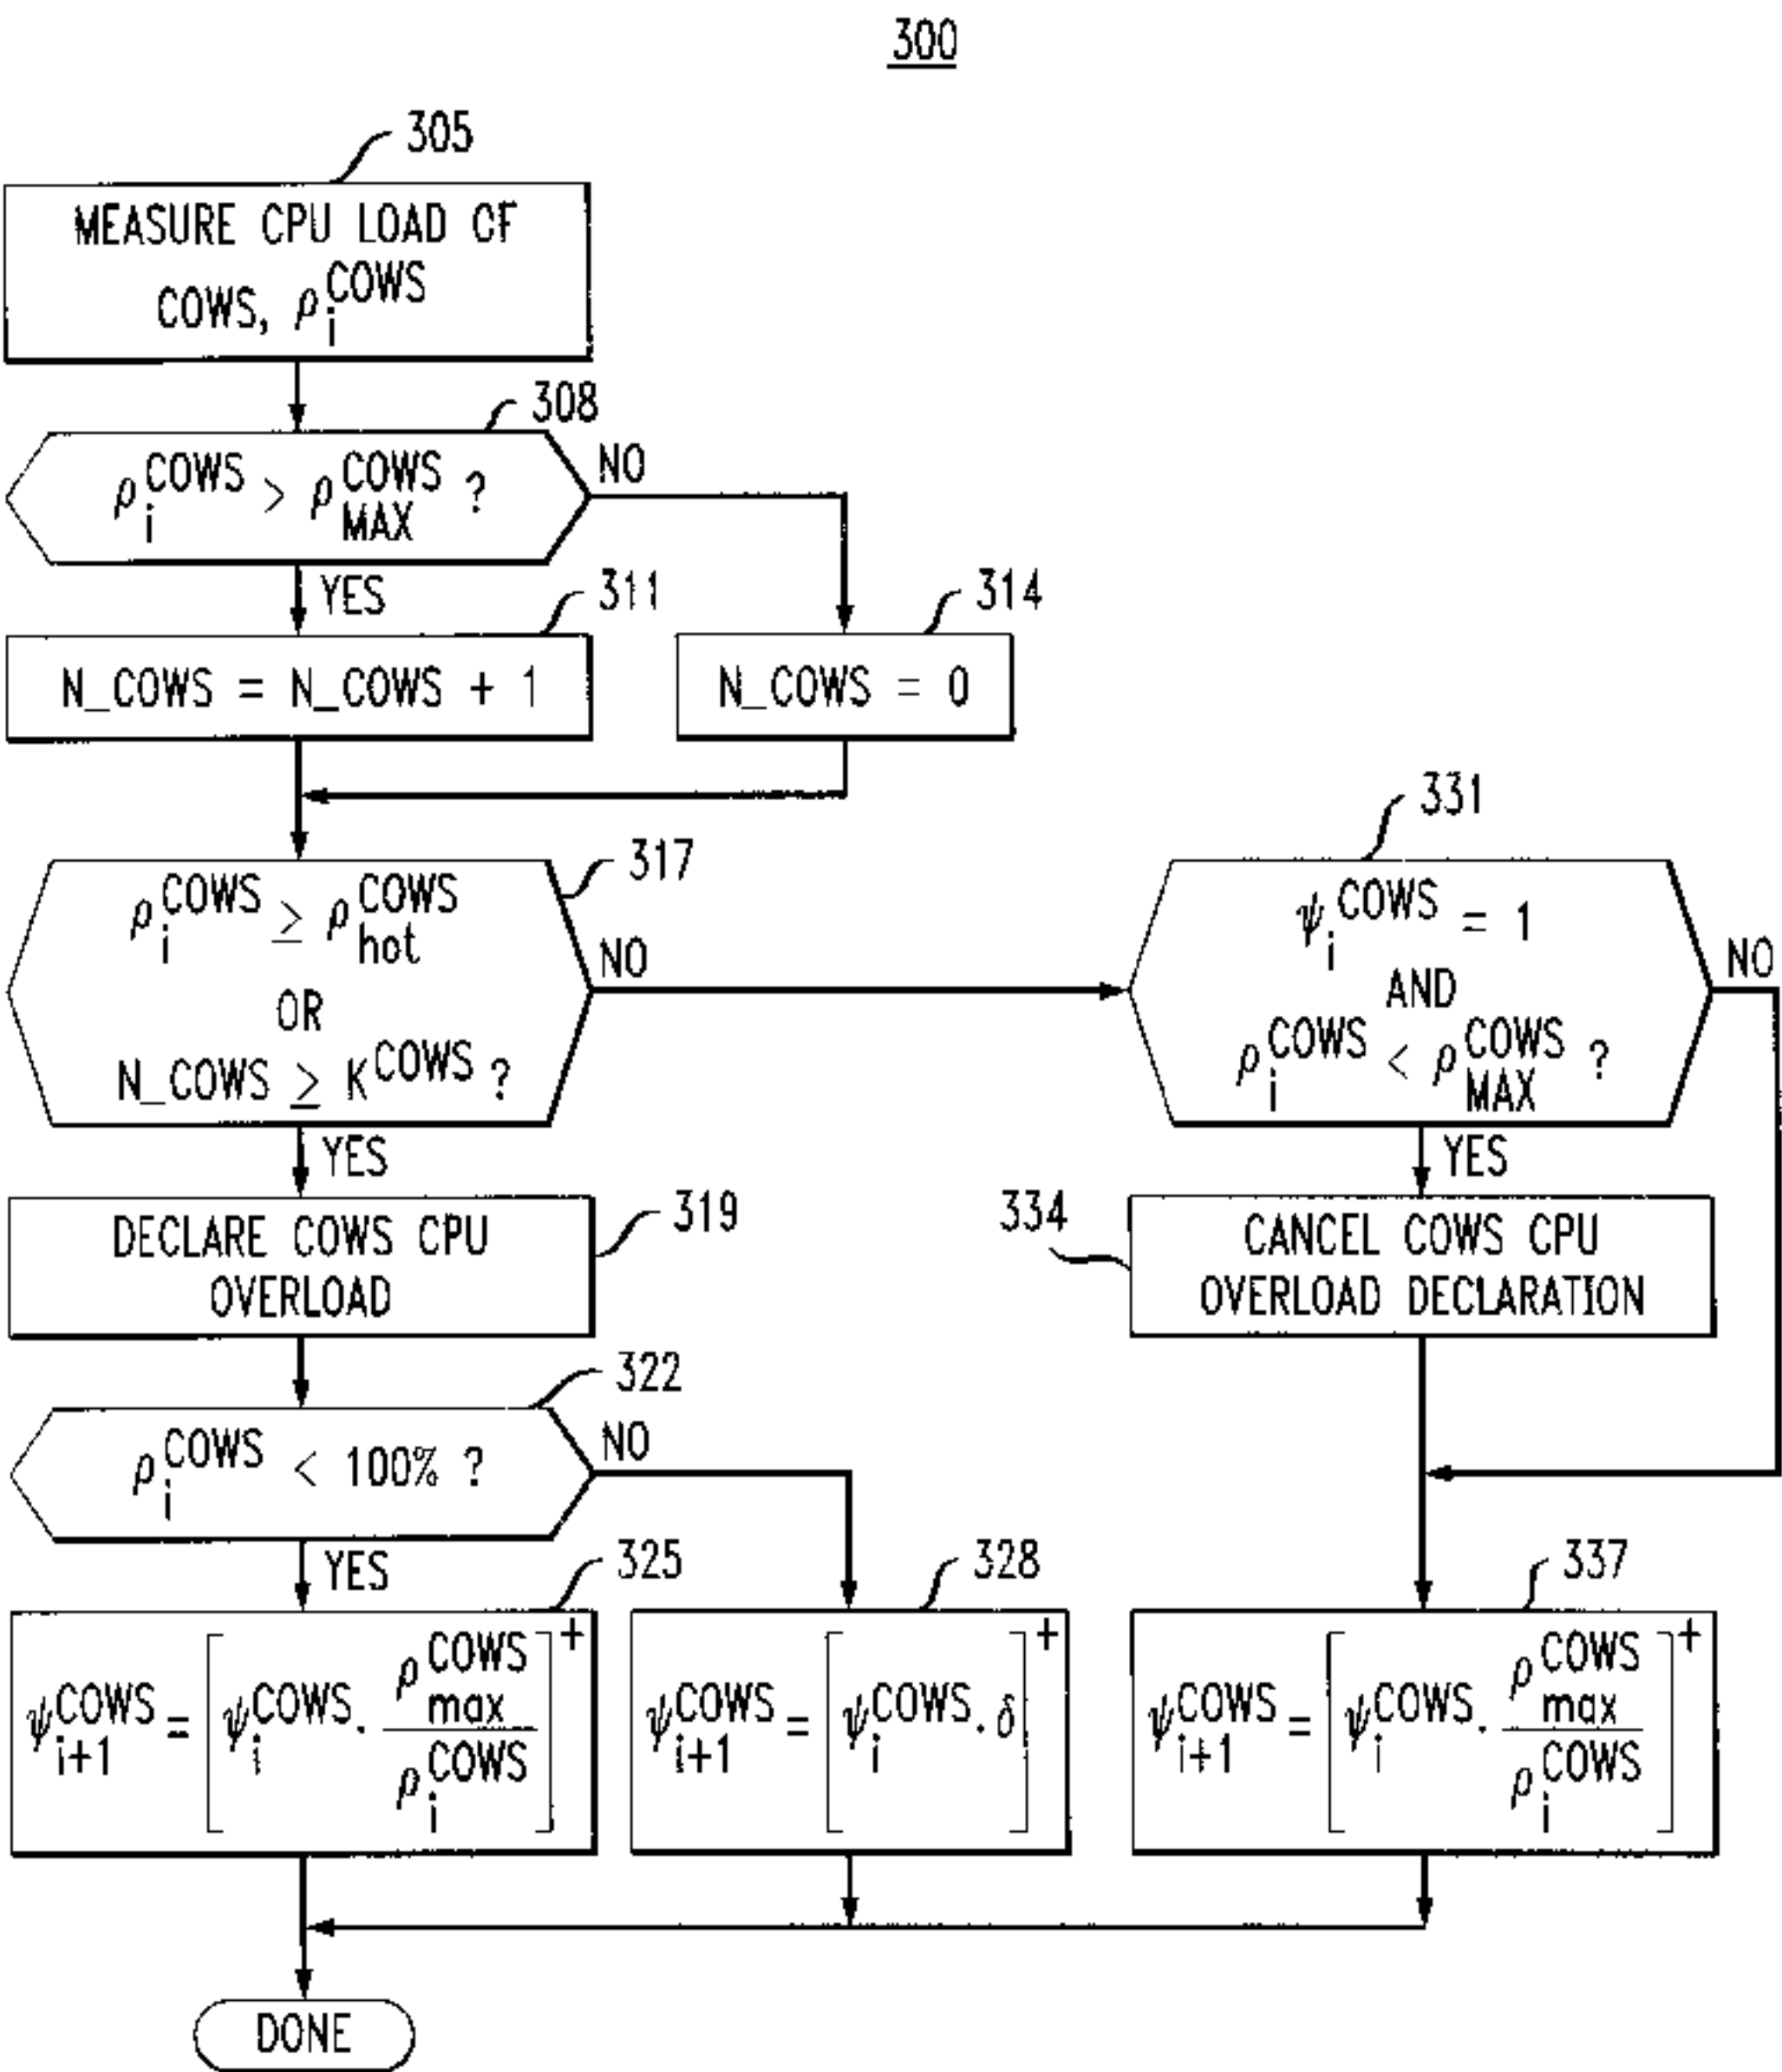 300
305
MEASURE CPU LOAD CF
COWS, ρ_i^COWS
308
ρ_i^COWS > ρ_MAX^COWS ?
NO
YES
311
314
N_COWS = N_COWS + 1
N_COWS = 0
317
331
ρ_i^COWS ≥ ρ_hot^COWS
OR
N_COWS ≥ K^COWS ?
NO
ψ_i^COWS = 1
AND
ρ_i^COWS < ρ_MAX^COWS ?
NO
YES
YES
319
DECLARE COWS CPU
OVERLOAD
334
CANCEL COWS CPU
OVERLOAD DECLARATION
322
ρ_i^COWS < 100% ?
NO
YES
325
328
337
ψ_{i+1}^COWS = [ψ_i^COWS · ρ_max^COWS / ρ_i^COWS]^+
ψ_{i+1}^COWS = [ψ_i^COWS · δ]^+
ψ_{i+1}^COWS = [ψ_i^COWS · ρ_max^COWS / ρ_i^COWS]^+
DONE